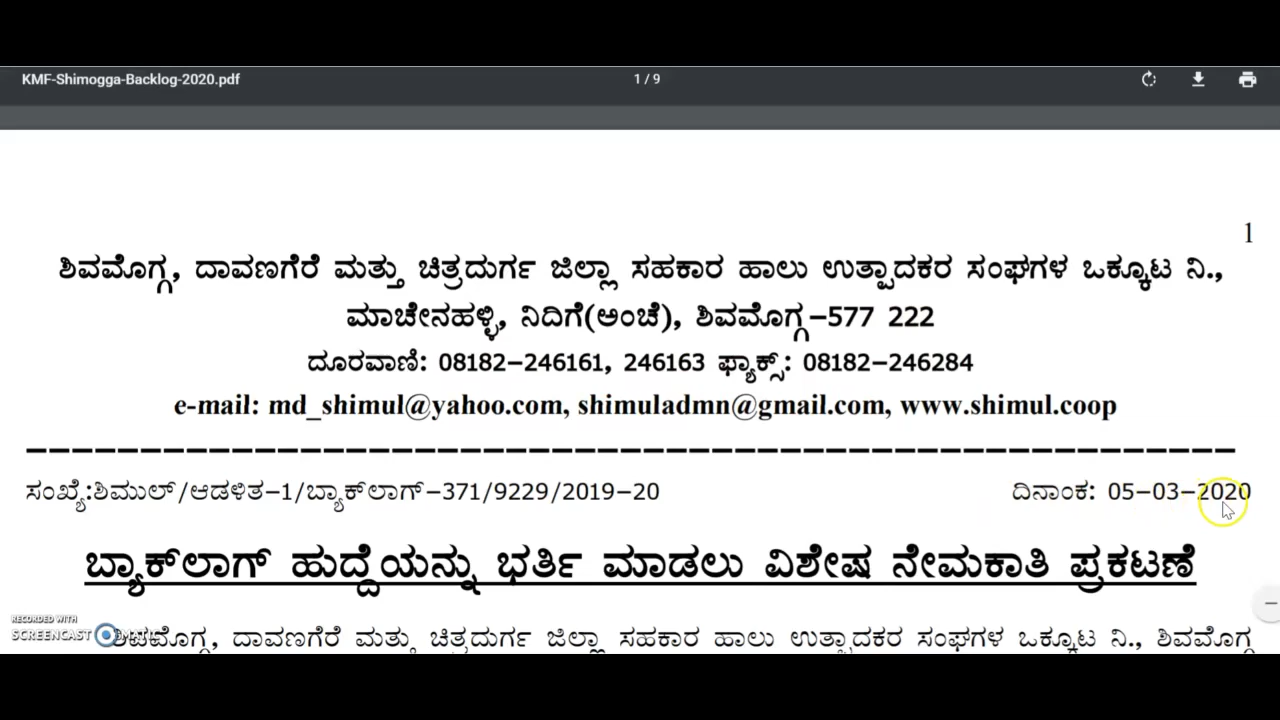 KMF-Shimogga-Backlog-2020.pdf 1 / 9
1
ಶಿವಮೊಗ್ಗ, ದಾವಣಗೆರೆ ಮತ್ತು ಚಿತ್ರದುರ್ಗ ಜಿಲ್ಲಾ ಸಹಕಾರ ಹಾಲು ಉತ್ಪಾದಕರ ಸಂಘಗಳ ಒಕ್ಕೂಟ ನಿ.,
ಮಾಚೇನಹಳ್ಳಿ, ನಿದಿಗೆ(ಅಂಚೆ), ಶಿವಮೊಗ್ಗ-577 222
ದೂರವಾಣಿ: 08182-246161, 246163 ಫ್ಯಾಕ್ಸ್: 08182-246284
e-mail: md_shimul@yahoo.com, shimuladmn@gmail.com, www.shimul.coop
ಸಂಖ್ಯೆ:ಶಿಮುಲ್/ಆಡಳಿತ-1/ಬ್ಯಾಕ್‌ಲಾಗ್-371/9229/2019-20 ದಿನಾಂಕ: 05-03-2020
ಬ್ಯಾಕ್‌ಲಾಗ್ ಹುದ್ದೆಯನ್ನು ಭರ್ತಿ ಮಾಡಲು ವಿಶೇಷ ನೇಮಕಾತಿ ಪ್ರಕಟಣೆ
RECORDED WITH
SCREENCAST MATIC
ಶಿವಮೊಗ್ಗ, ದಾವಣಗೆರೆ ಮತ್ತು ಚಿತ್ರದುರ್ಗ ಜಿಲ್ಲಾ ಸಹಕಾರ ಹಾಲು ಉತ್ಪಾದಕರ ಸಂಘಗಳ ಒಕ್ಕೂಟ ನಿ., ಶಿವಮೊಗ್ಗ